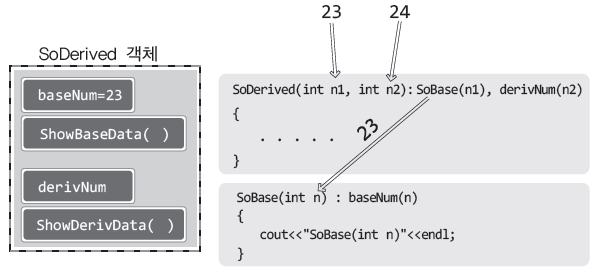 23
24
SoDerived 객체
baseNum=23
ShowBaseData( )
derivNum
ShowDerivData( )
SoDerived(int n1, int n2):SoBase(n1), derivNum(n2)
{
. . . . .
}
23
SoBase(int n) : baseNum(n)
{
cout<<"SoBase(int n)"<<endl;
}